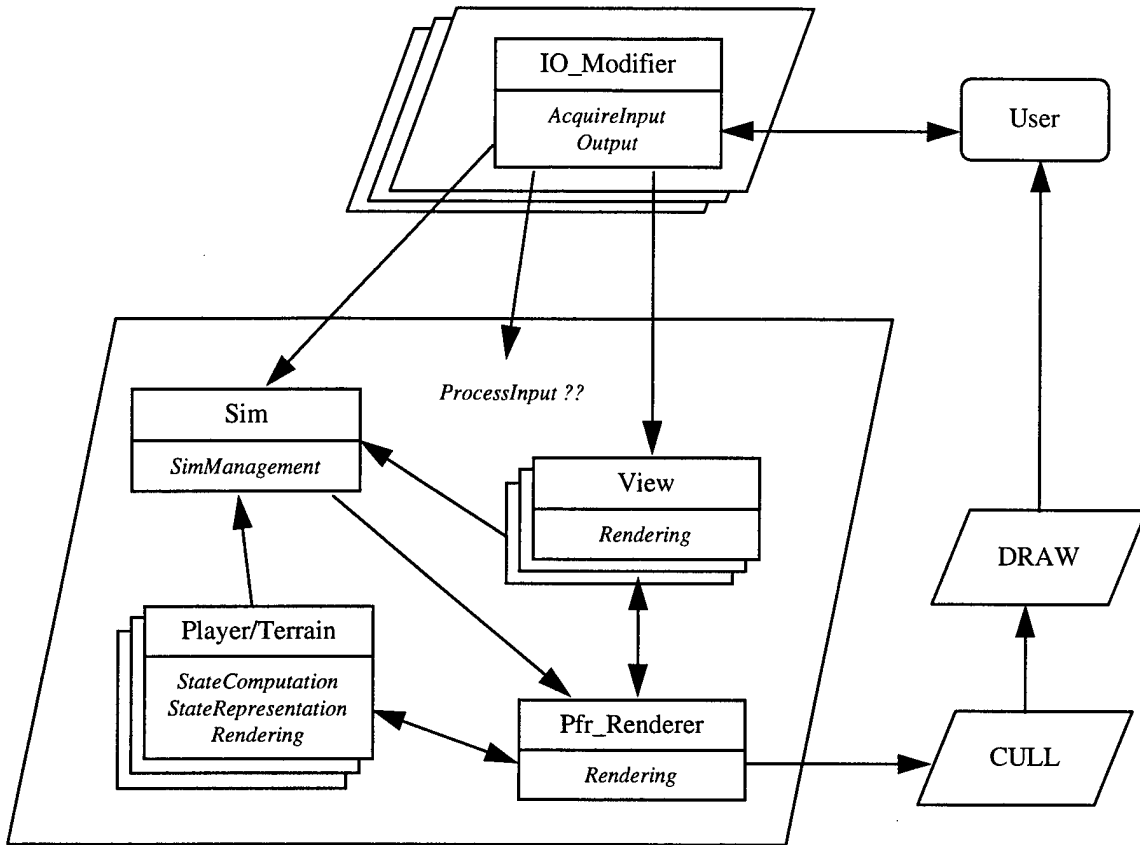 IO_Modifier
AcquireInput
Output
User
ProcessInput ??
Sim
SimManagement
View
Rendering
DRAW
Player/Terrain
StateComputation
StateRepresentation
Rendering
Pfr_Renderer
Rendering
CULL